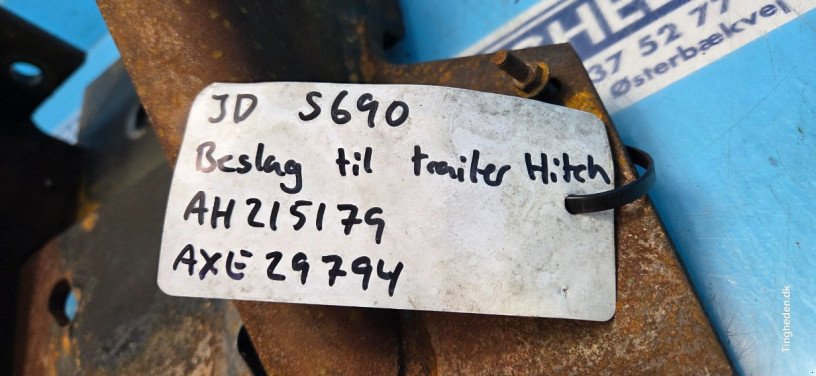 JD S690
Beslag til trailer Hitch
AH215179
AXE29794
37 52 77
Østerbækvej
Tingheden.dk